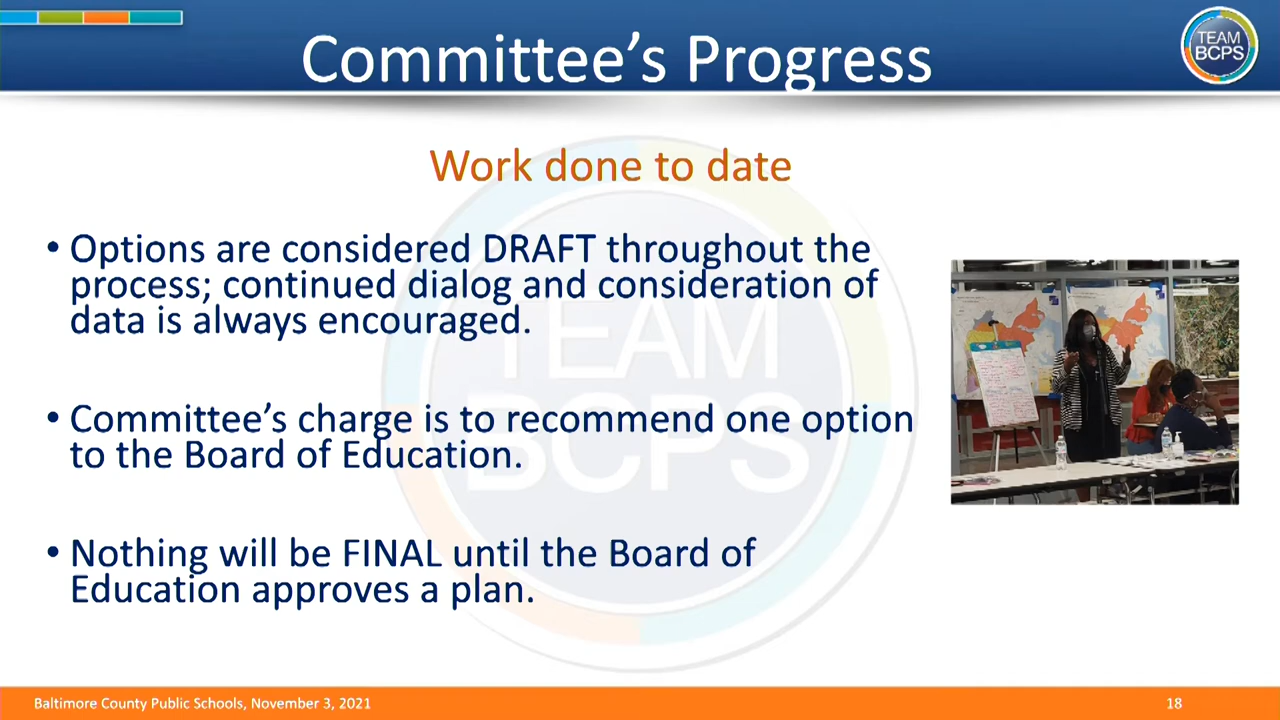 Committee's Progress
TEAM
BCPS
Work done to date
• Options are considered DRAFT throughout the
process; continued dialog and consideration of
data is always encouraged.
• Committee's charge is to recommend one option
to the Board of Education.
• Nothing will be FINAL until the Board of
Education approves a plan.
TEAM
BCPS
Baltimore County Public Schools, November 3, 2021
18